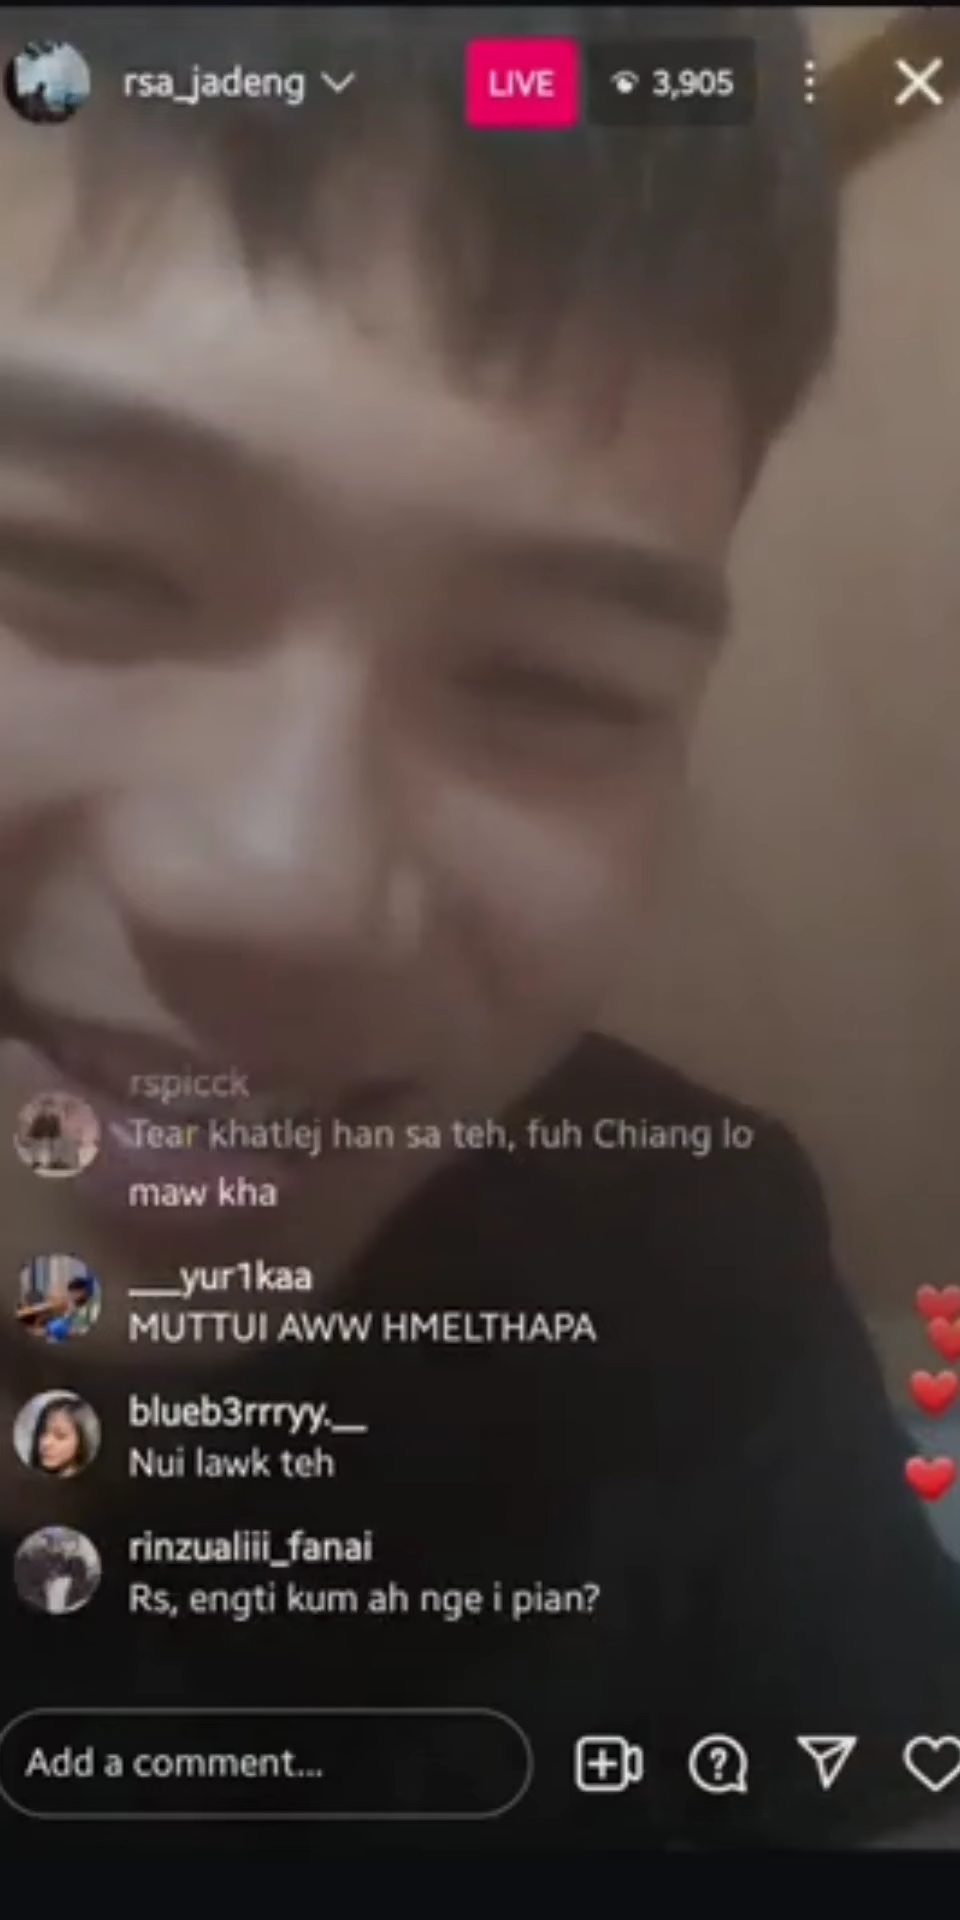 rsa_jadeng
LIVE
3,905
rspicck
Tear khatlej han sa teh, fuh Chiang lo
maw kha
___yur1kaa
MUTTUI AWW HMELTHAPA
blueb3rrryy.__
Nui lawk teh
rinzualiii_fanai
Rs, engti kum ah nge i pian?
Add a comment...